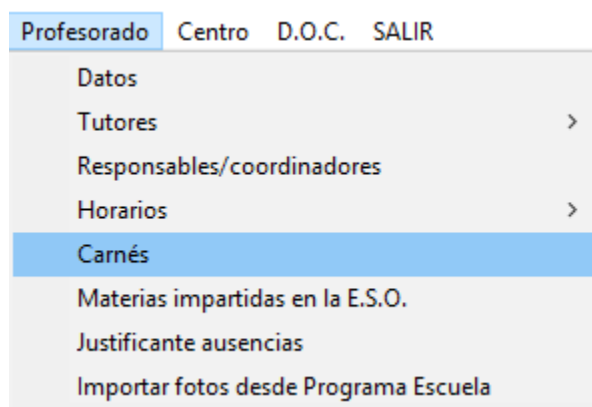 Profesorado Centro D.O.C. SALIR
Datos
Tutores
Responsables/coordinadores
Horarios
Carnés
Materias impartidas en la E.S.O.
Justificante ausencias
Importar fotos desde Programa Escuela